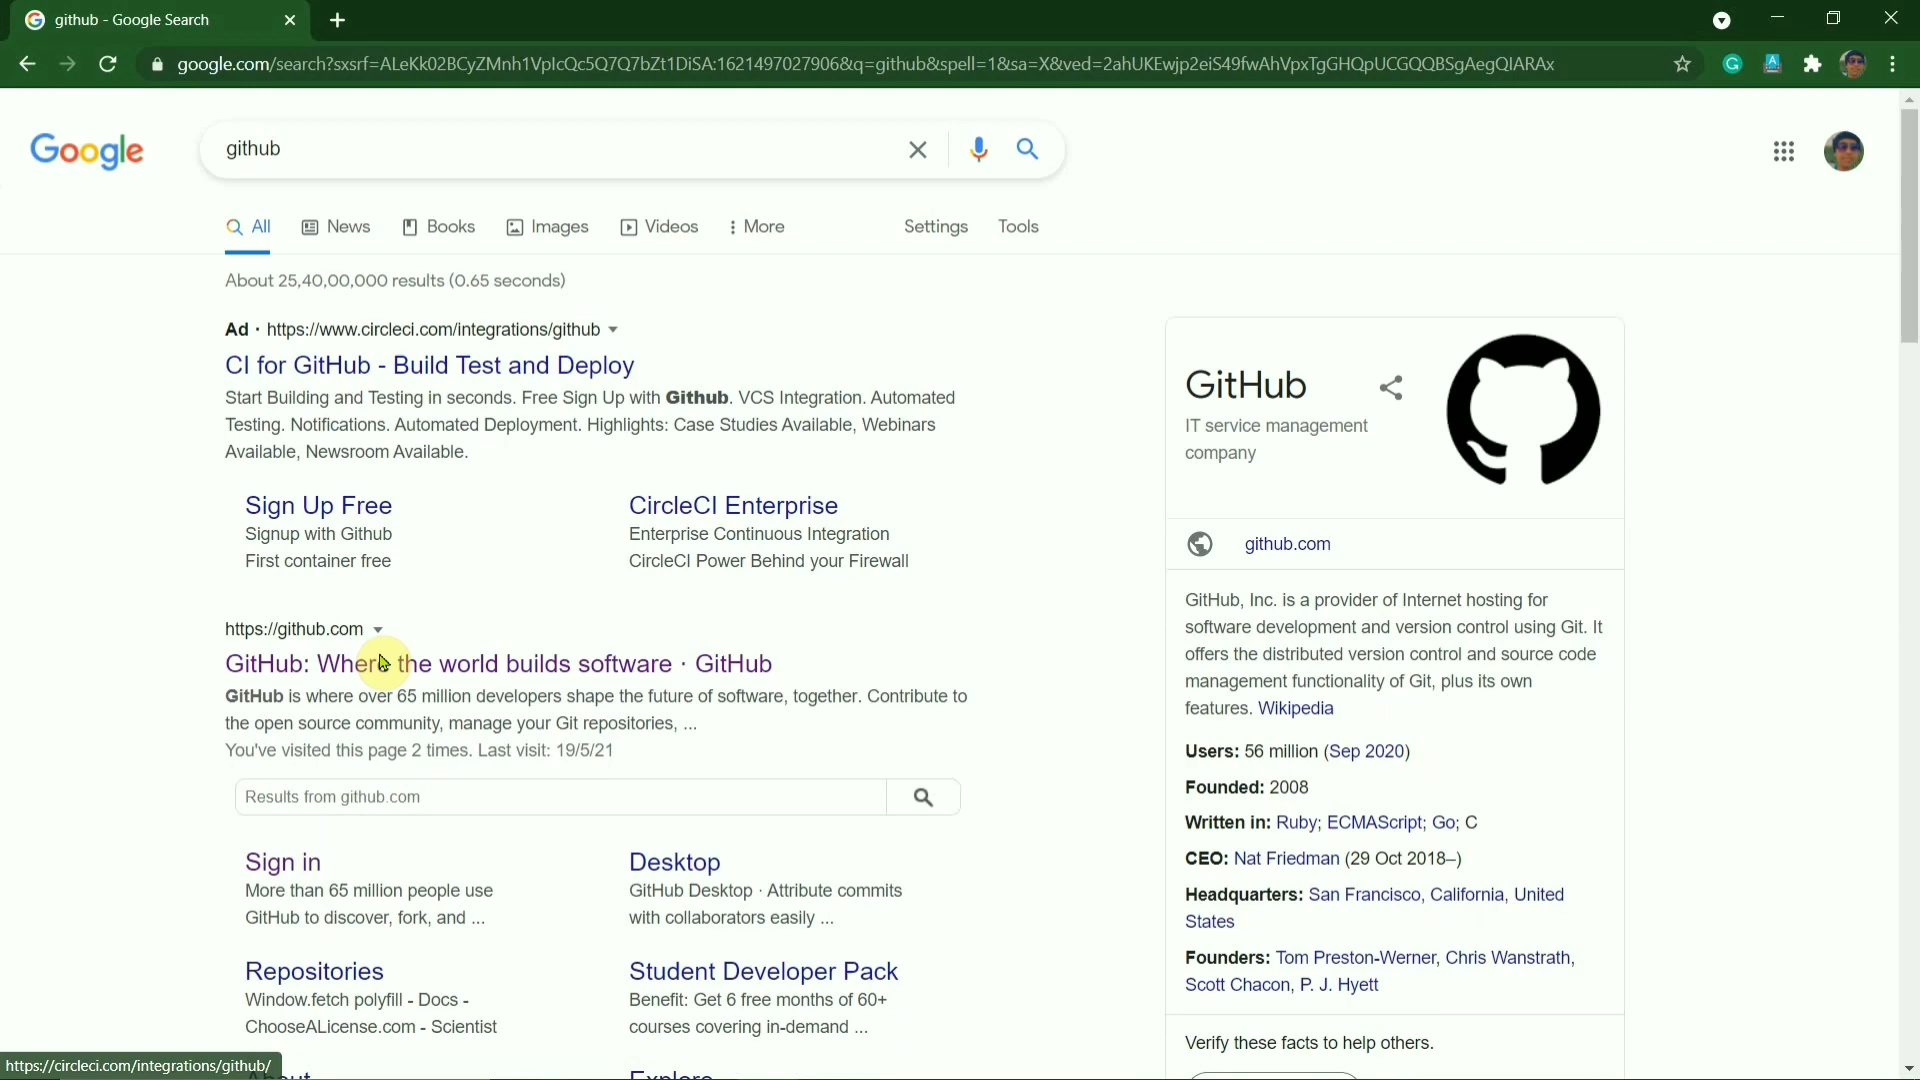 github - Google Search
google.com/search?sxsrf=ALeKk02BCyZMnh1VplcQc5Q7Q7bZt1DiSA:1621497027906&q=github&spell=1&sa=X&ved=2ahUKEwjp2eiS49fwAhVpxTgGHQpUCGQQBSgAegQIARAx
Google
github
All News Books Images Videos More Settings Tools
About 25,40,00,000 results (0.65 seconds)
Ad · https://www.circleci.com/integrations/github
CI for GitHub - Build Test and Deploy
Start Building and Testing in seconds. Free Sign Up with Github. VCS Integration. Automated
Testing. Notifications. Automated Deployment. Highlights: Case Studies Available, Webinars
Available, Newsroom Available.
Sign Up Free
Signup with Github
First container free
CircleCI Enterprise
Enterprise Continuous Integration
CircleCI Power Behind your Firewall
https://github.com
GitHub: Where the world builds software · GitHub
GitHub is where over 65 million developers shape the future of software, together. Contribute to
the open source community, manage your Git repositories, ...
You've visited this page 2 times. Last visit: 19/5/21
Results from github.com
Sign in
More than 65 million people use
GitHub to discover, fork, and ...
Desktop
GitHub Desktop · Attribute commits
with collaborators easily ...
Repositories
Window.fetch polyfill - Docs -
ChooseALicense.com - Scientist
Student Developer Pack
Benefit: Get 6 free months of 60+
courses covering in-demand ...
About
Explore
https://circleci.com/integrations/github/
GitHub
IT service management
company
github.com
GitHub, Inc. is a provider of Internet hosting for
software development and version control using Git. It
offers the distributed version control and source code
management functionality of Git, plus its own
features. Wikipedia
Users: 56 million (Sep 2020)
Founded: 2008
Written in: Ruby; ECMAScript; Go; C
CEO: Nat Friedman (29 Oct 2018–)
Headquarters: San Francisco, California, United
States
Founders: Tom Preston-Werner, Chris Wanstrath,
Scott Chacon, P. J. Hyett
Verify these facts to help others.